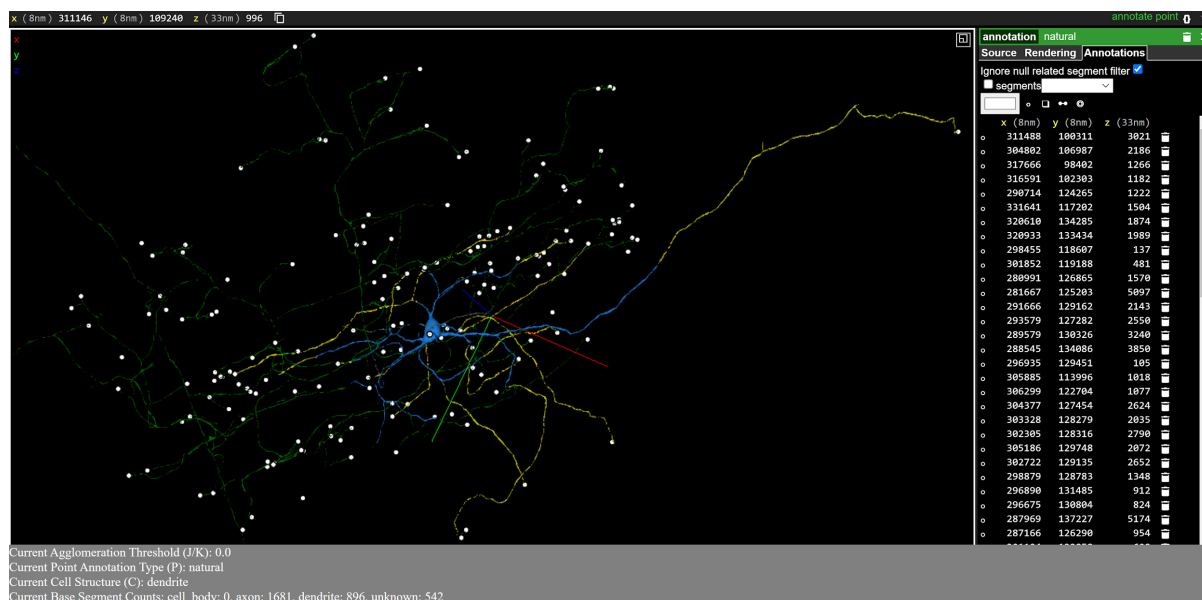 x (8nm) 311146 y (8nm) 109240 z (33nm) 996
annotate point {}
x
y
z
annotation natural
Source Rendering Annotations
Ignore null related segment filter
segments
x (8nm) y (8nm) z (33nm)
311488 100311 3021
304802 106987 2186
317666 98402 1266
316591 102303 1182
290714 124265 1222
331641 117202 1504
320610 134285 1874
320933 133434 1989
298455 118607 137
301852 119188 481
280991 126865 1570
281667 125203 5097
291666 129162 2143
293579 127282 2550
289579 130326 3240
288545 134086 3850
296935 129451 105
305885 113996 1018
306299 122704 1077
304377 127454 2624
303328 128279 2035
302305 128316 2790
305186 129748 2072
302722 129135 2652
298879 128783 1348
296890 131485 912
296675 130804 824
287969 137227 5174
287166 126290 954
Current Agglomeration Threshold (J/K): 0.0
Current Point Annotation Type (P): natural
Current Cell Structure (C): dendrite
Current Base Segment Counts: cell_body: 0, axon: 1681, dendrite: 896, unknown: 542